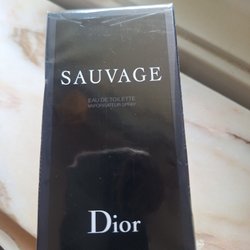 SAUVAGE
EAU DE TOILETTE
VAPORISATEUR SPRAY
Dior